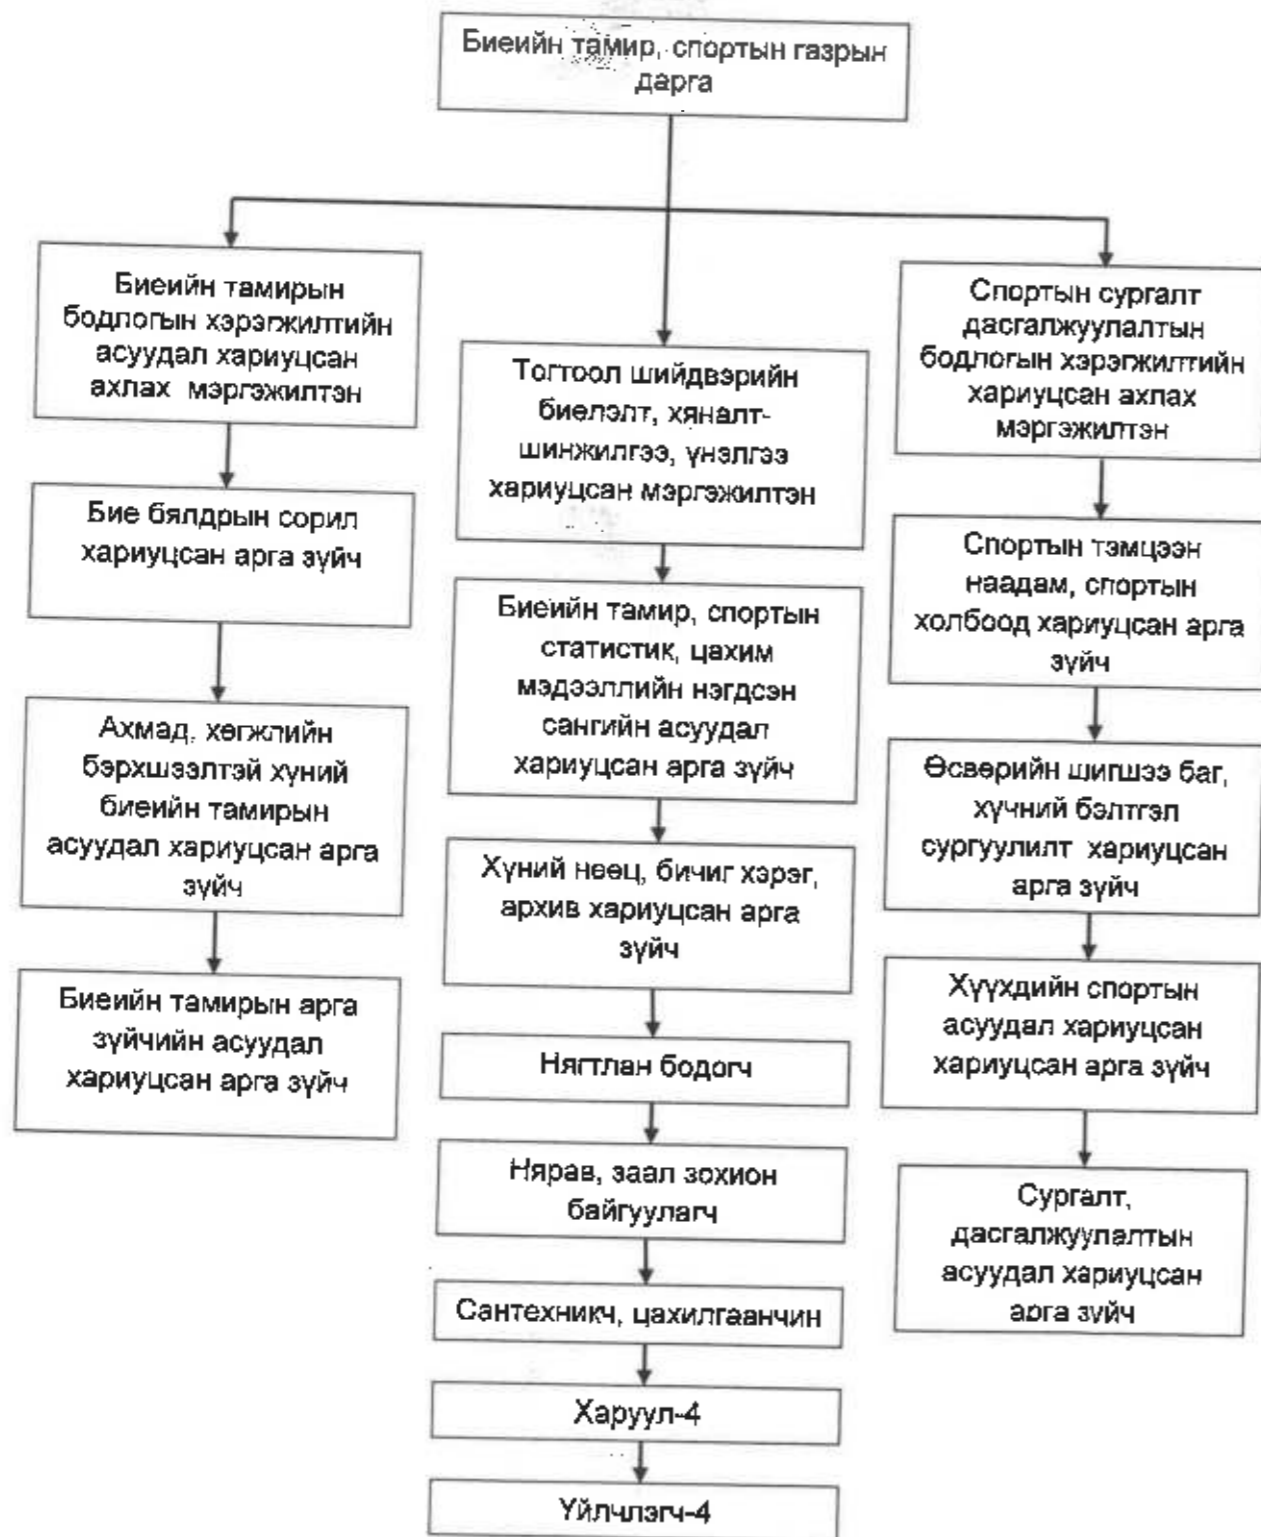 Биеийн тамир, спортын газрын
дарга
Биеийн тамирын
бодлогын хэрэгжилтийн
асуудал хариуцсан
ахлах мэргэжилтэн
Бие бялдрын сорил
хариуцсан арга зүйч
Ахмад, хөгжлийн
бэрхшээлтэй хүний
биеийн тамирын
асуудал хариуцсан арга
зүйч
Биеийн тамирын арга
зүйчийн асуудал
хариуцсан арга зүйч
Тогтоол шийдвэрийн
биелэлт, хяналт-
шинжилгээ, үнэлгээ
хариуцсан мэргэжилтэн
Биеийн тамир, спортын
статистик, цахим
мэдээллийн нэгдсэн
сангийн асуудал
хариуцсан арга зүйч
Хүний нөөц, бичиг хэрэг,
архив хариуцсан арга
зүйч
Нягтлан бодогч
Нярав, заал зохион
байгуулагч
Сантехникч, цахилгаанчин
Харуул-4
Үйлчлэгч-4
Спортын сургалт
дасгалжуулалтын
бодлогын хэрэгжилтийн
хариуцсан ахлах
мэргэжилтэн
Спортын тэмцээн
наадам, спортын
холбоод хариуцсан арга
зүйч
Өсвөрийн шигшээ баг,
хүчний бэлтгэл
сургуулилт хариуцсан
арга зүйч
Хүүхдийн спортын
асуудал хариуцсан
хариуцсан арга зүйч
Сургалт,
дасгалжуулалтын
асуудал хариуцсан
арга зүйч